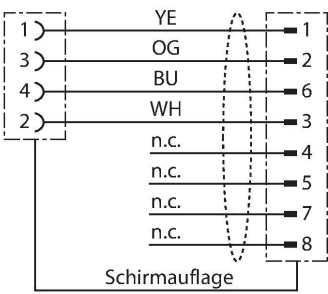 1 YE 1
3 OG 2
4 BU 6
2 WH 3
n.c. 4
n.c. 5
n.c. 7
n.c. 8
Schirmauflage